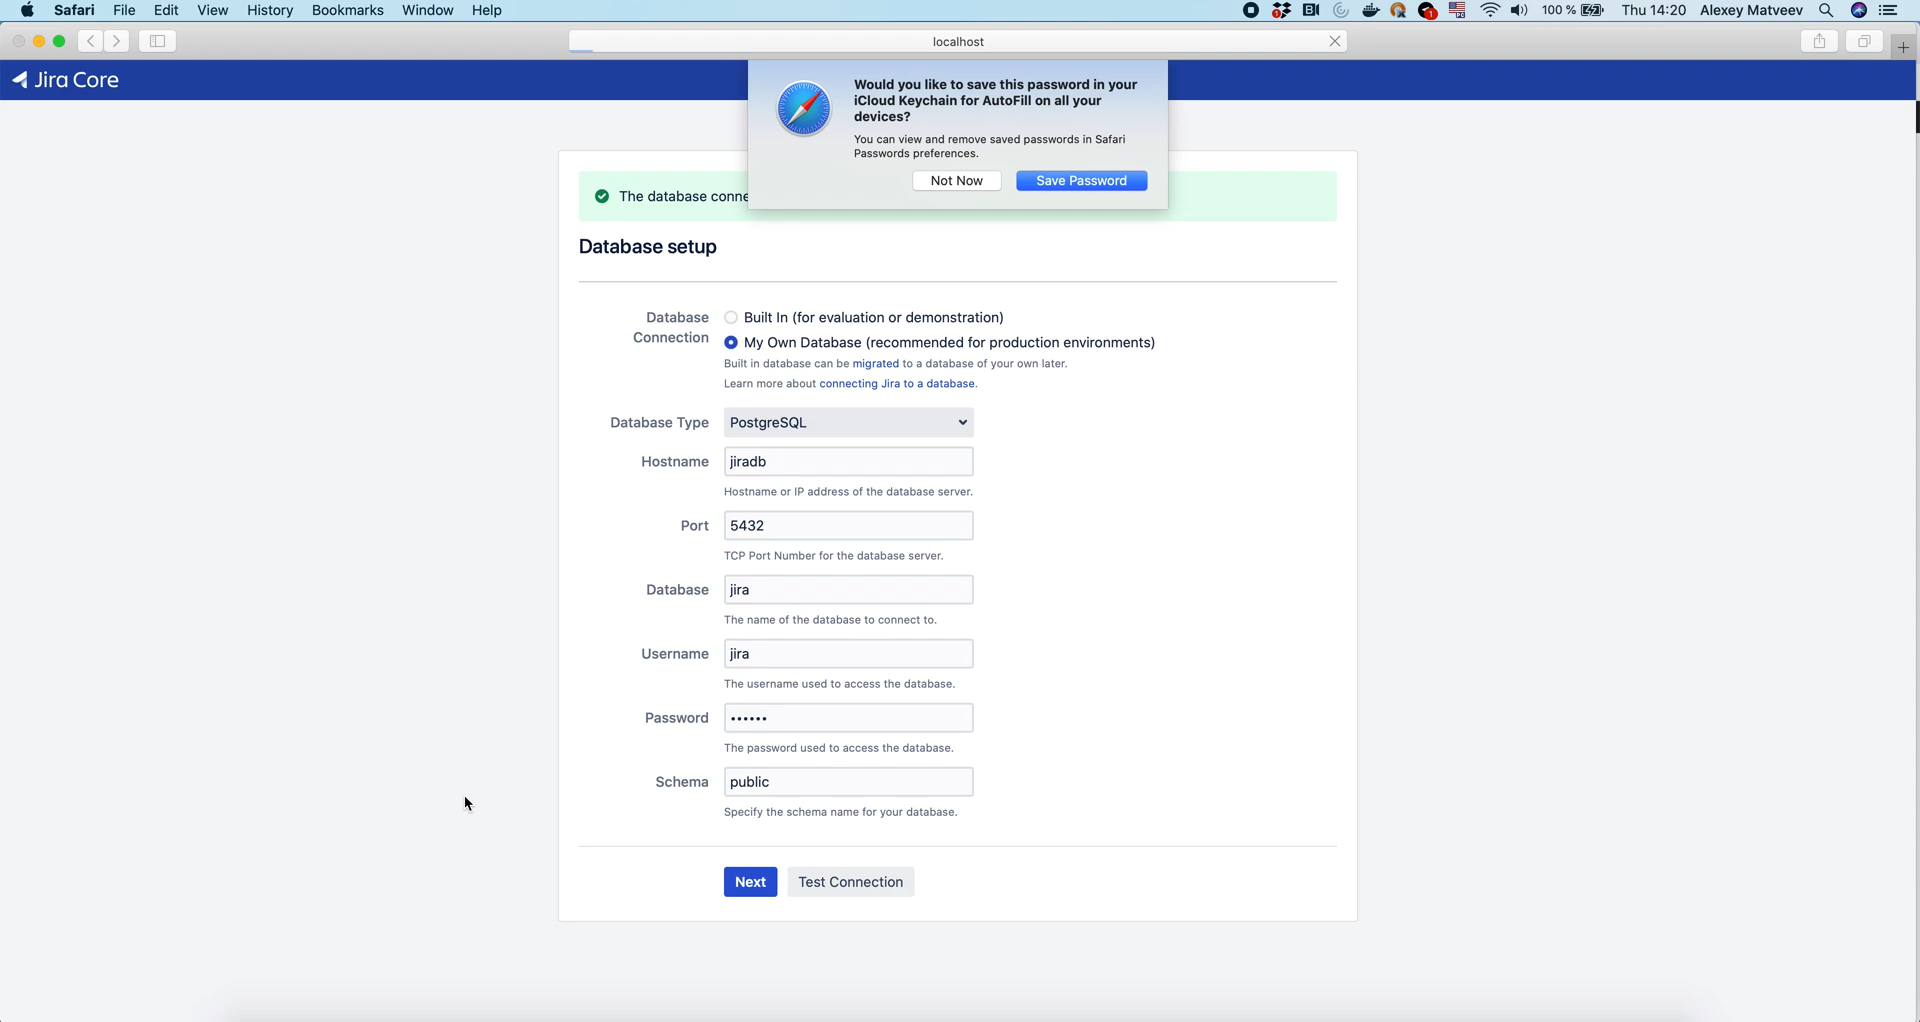 Safari File Edit View History Bookmarks Window Help 100 % Thu 14:20 Alexey Matveev
localhost
Jira Core
Would you like to save this password in your
iCloud Keychain for AutoFill on all your
devices?
You can view and remove saved passwords in Safari
Passwords preferences.
Not Now Save Password
The database conne
Database setup
Database
Connection
Built In (for evaluation or demonstration)
My Own Database (recommended for production environments)
Built in database can be migrated to a database of your own later.
Learn more about connecting Jira to a database.
Database Type PostgreSQL
Hostname jiradb
Hostname or IP address of the database server.
Port 5432
TCP Port Number for the database server.
Database jira
The name of the database to connect to.
Username jira
The username used to access the database.
Password ••••••
The password used to access the database.
Schema public
Specify the schema name for your database.
Next Test Connection